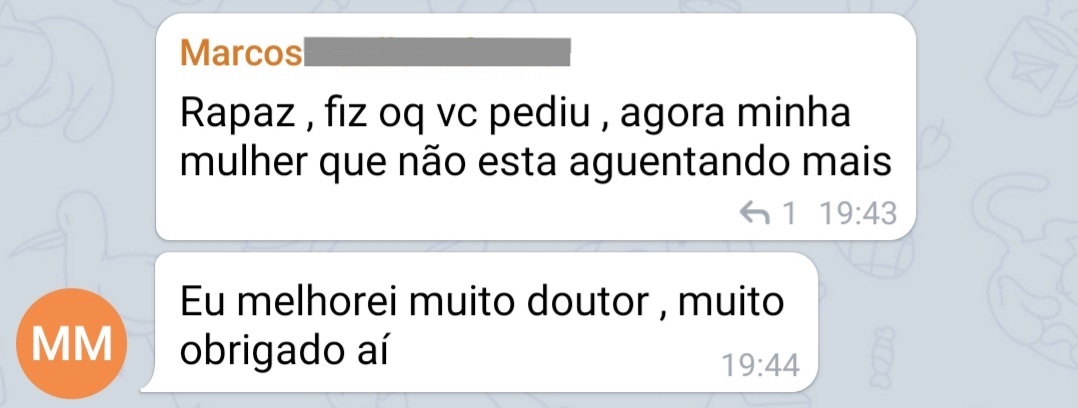 Marcos
Rapaz , fiz oq vc pediu , agora minha
mulher que não esta aguentando mais
1 19:43
Eu melhorei muito doutor , muito
obrigado aí
19:44
MM